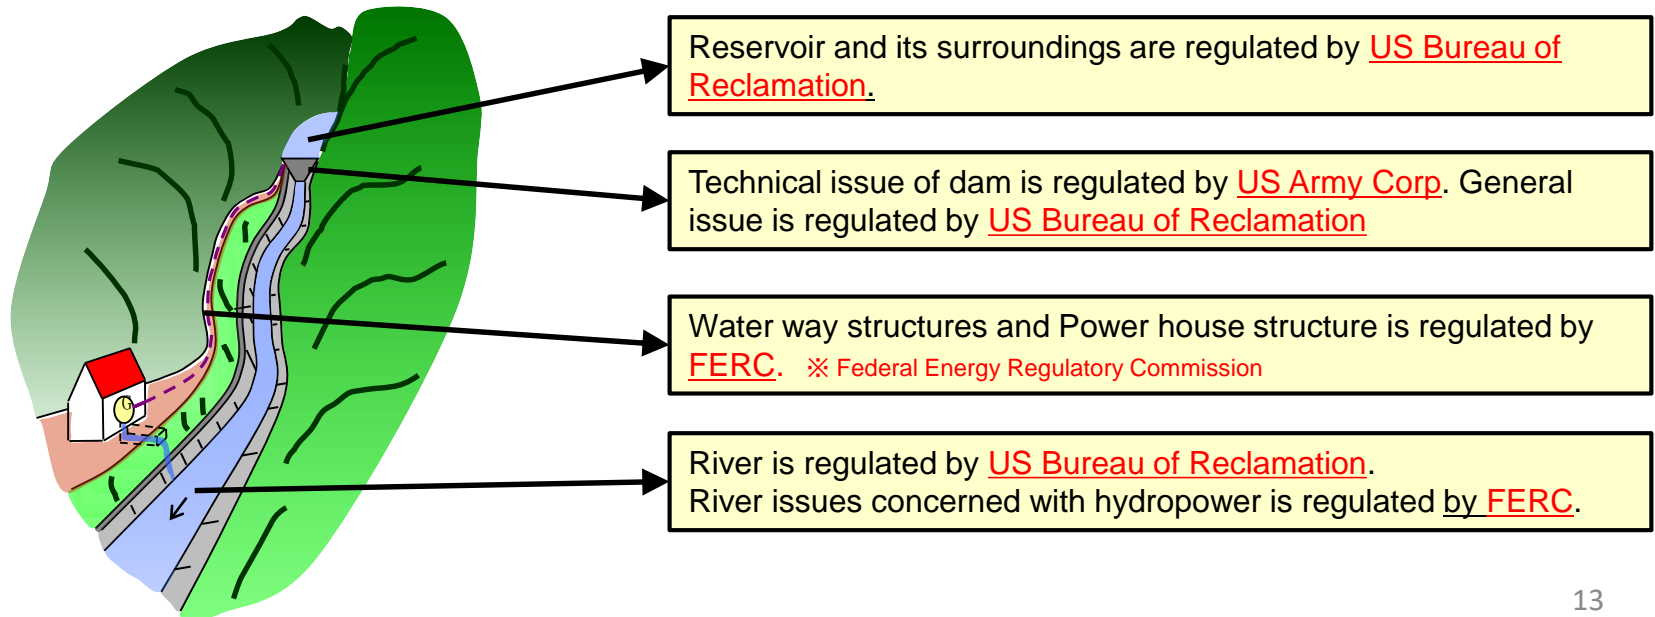 Reservoir and its surroundings are regulated by US Bureau of
Reclamation.
Technical issue of dam is regulated by US Army Corp. General
issue is regulated by US Bureau of Reclamation
Water way structures and Power house structure is regulated by
FERC. ※ Federal Energy Regulatory Commission
G
River is regulated by US Bureau of Reclamation.
River issues concerned with hydropower is regulated by FERC.
13